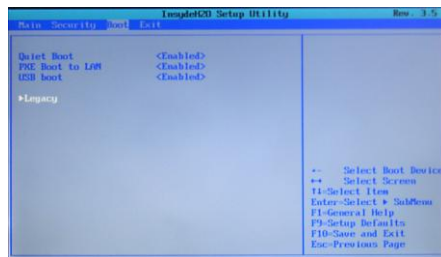 InsydeH2O Setup Utility Rev. 3.5
Main Security Boot Exit
Quiet Boot <Enabled>
PXE Boot to LAN <Enabled>
USB boot <Enabled>
▶Legacy
Select Boot Device
↔ Select Screen
↑↓=Select Item
Enter=Select ▶ SubMenu
F1=General Help
F9=Setup Defaults
F10=Save and Exit
Esc=Previous Page